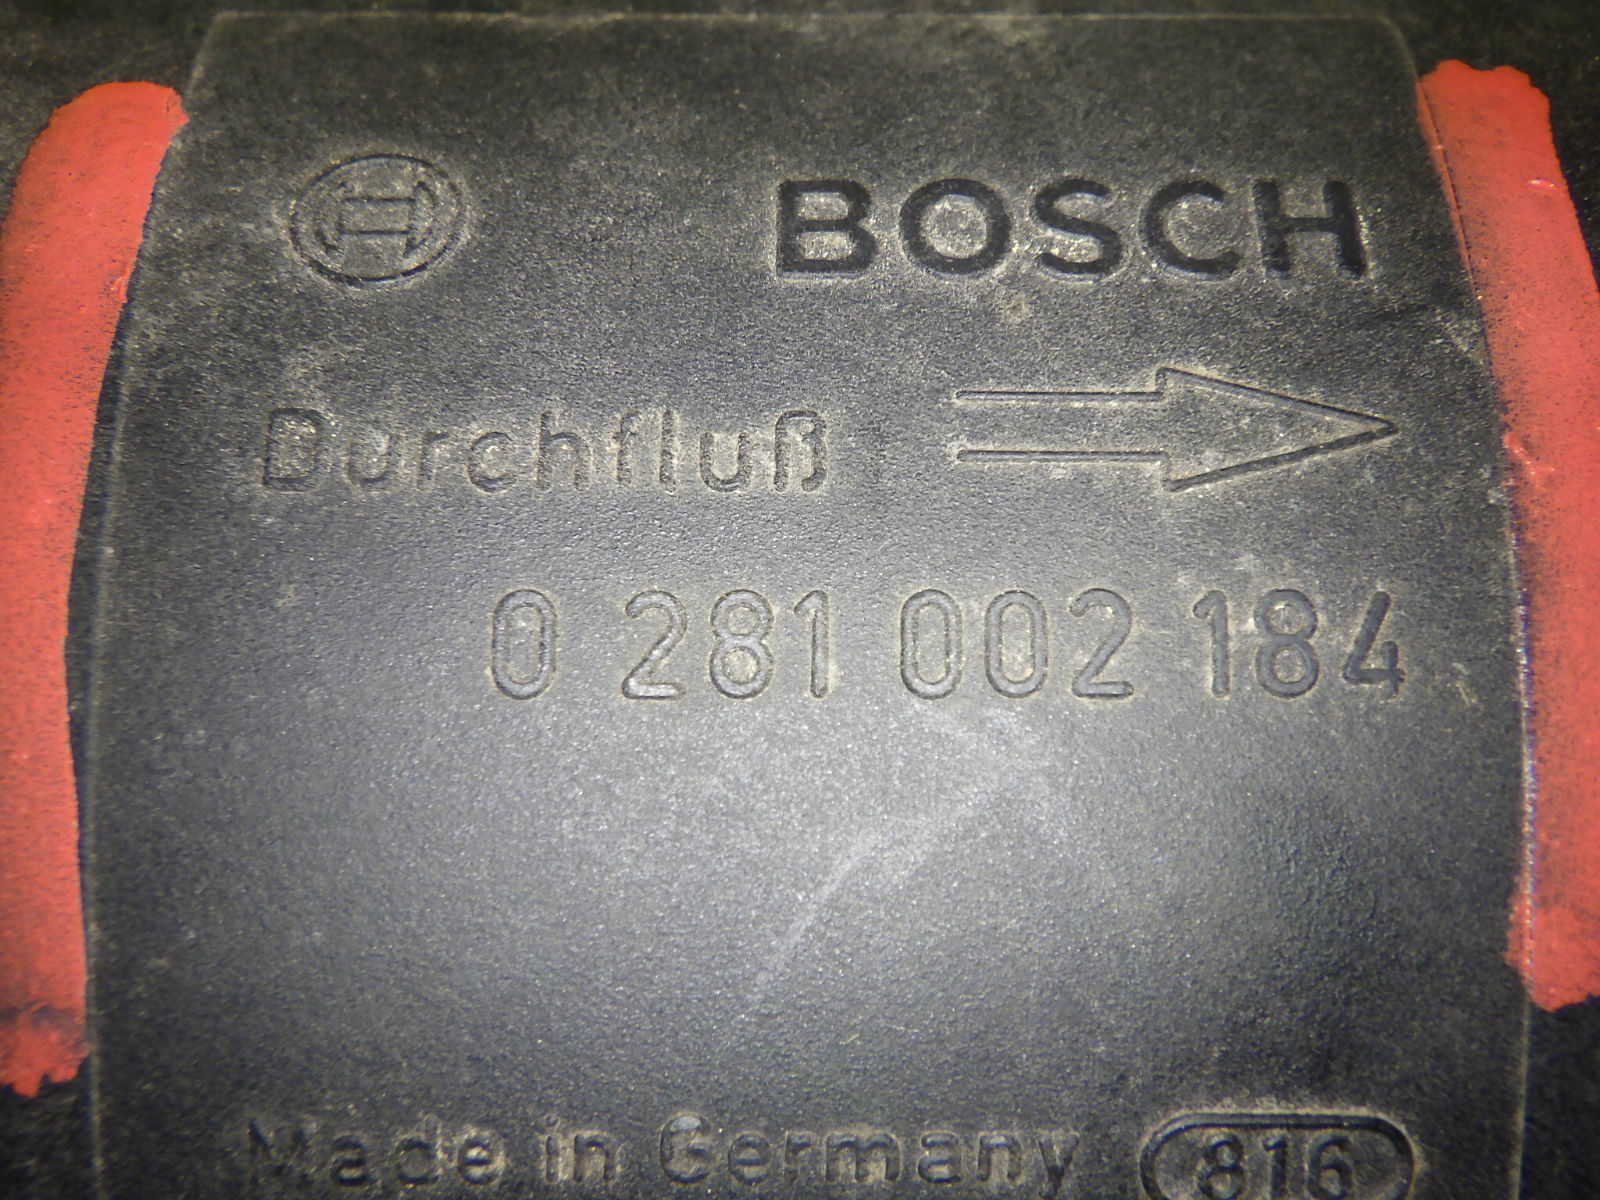 BOSCH
Durchfluß
0 281 002 184
Made in Germany 816